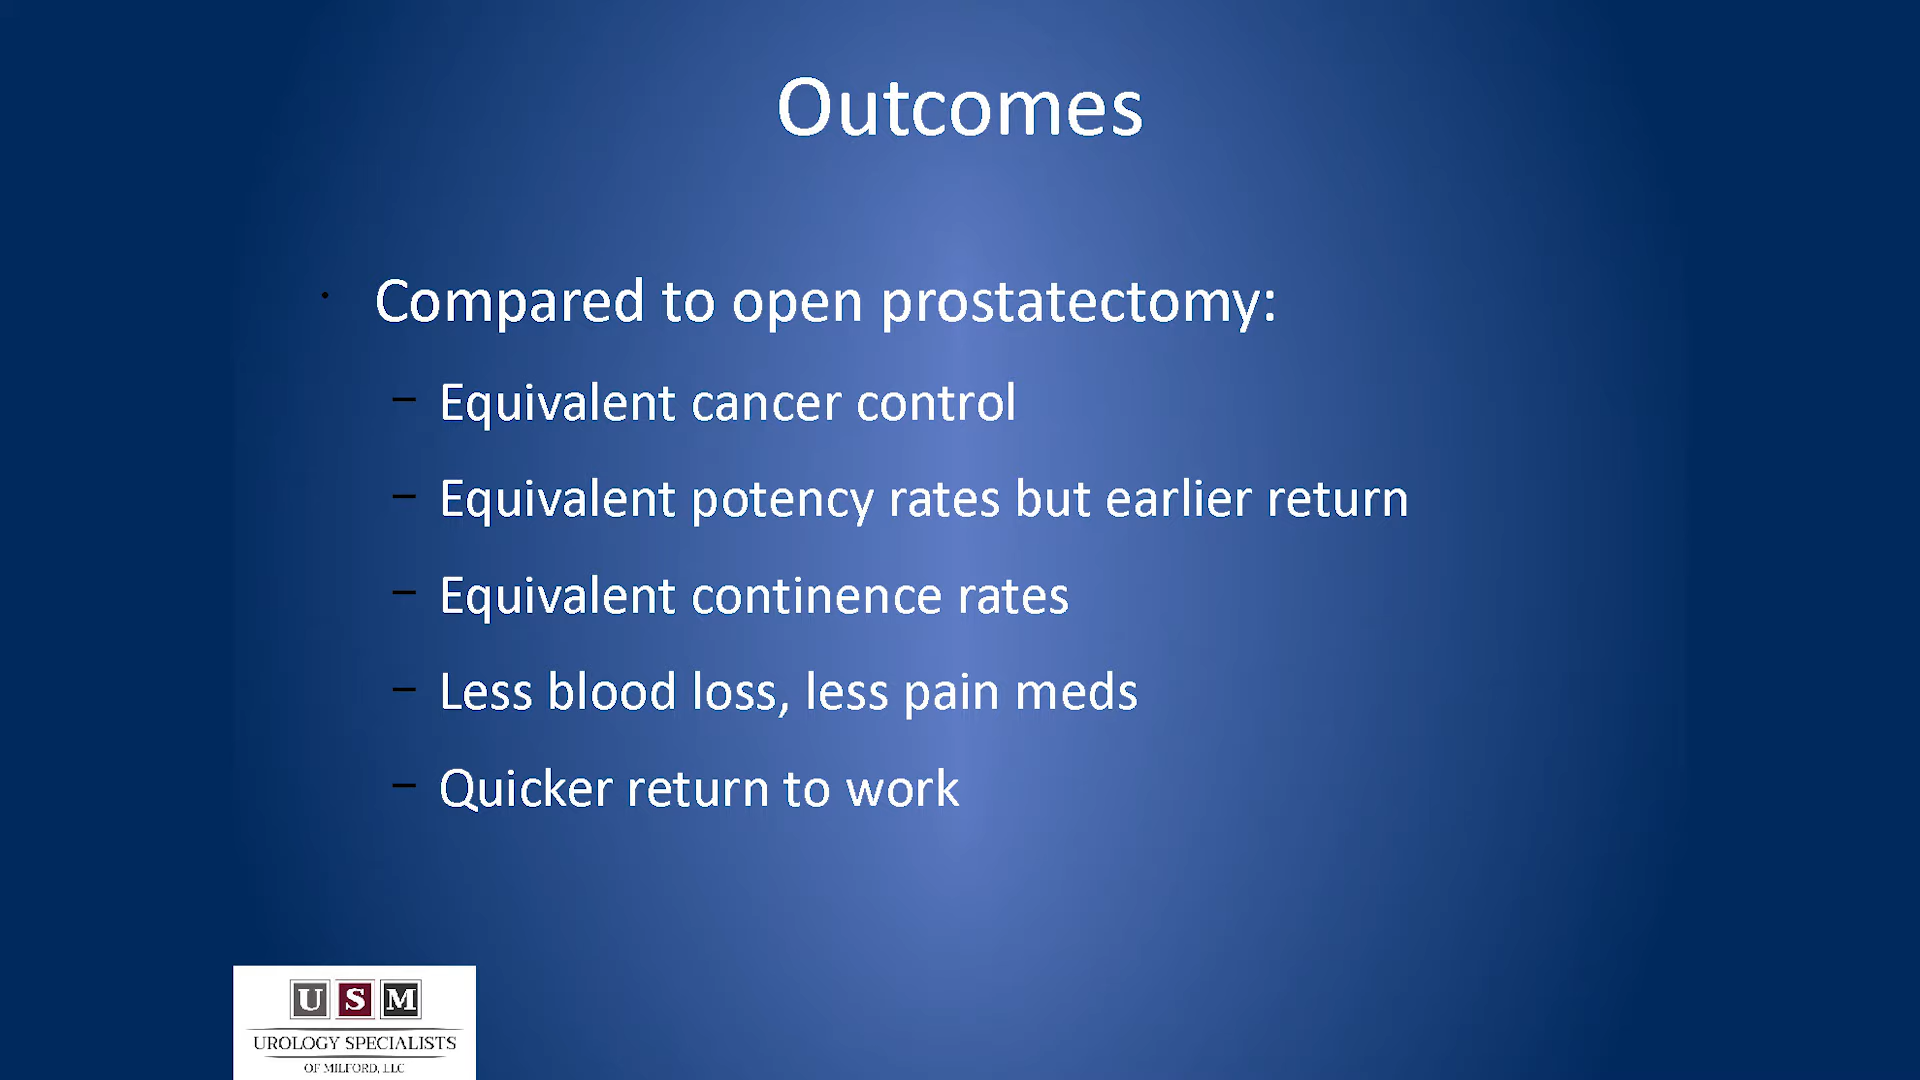 Outcomes
• Compared to open prostatectomy:
– Equivalent cancer control
– Equivalent potency rates but earlier return
– Equivalent continence rates
– Less blood loss, less pain meds
– Quicker return to work
U S M
UROLOGY SPECIALISTS
OF MILFORD, LLC